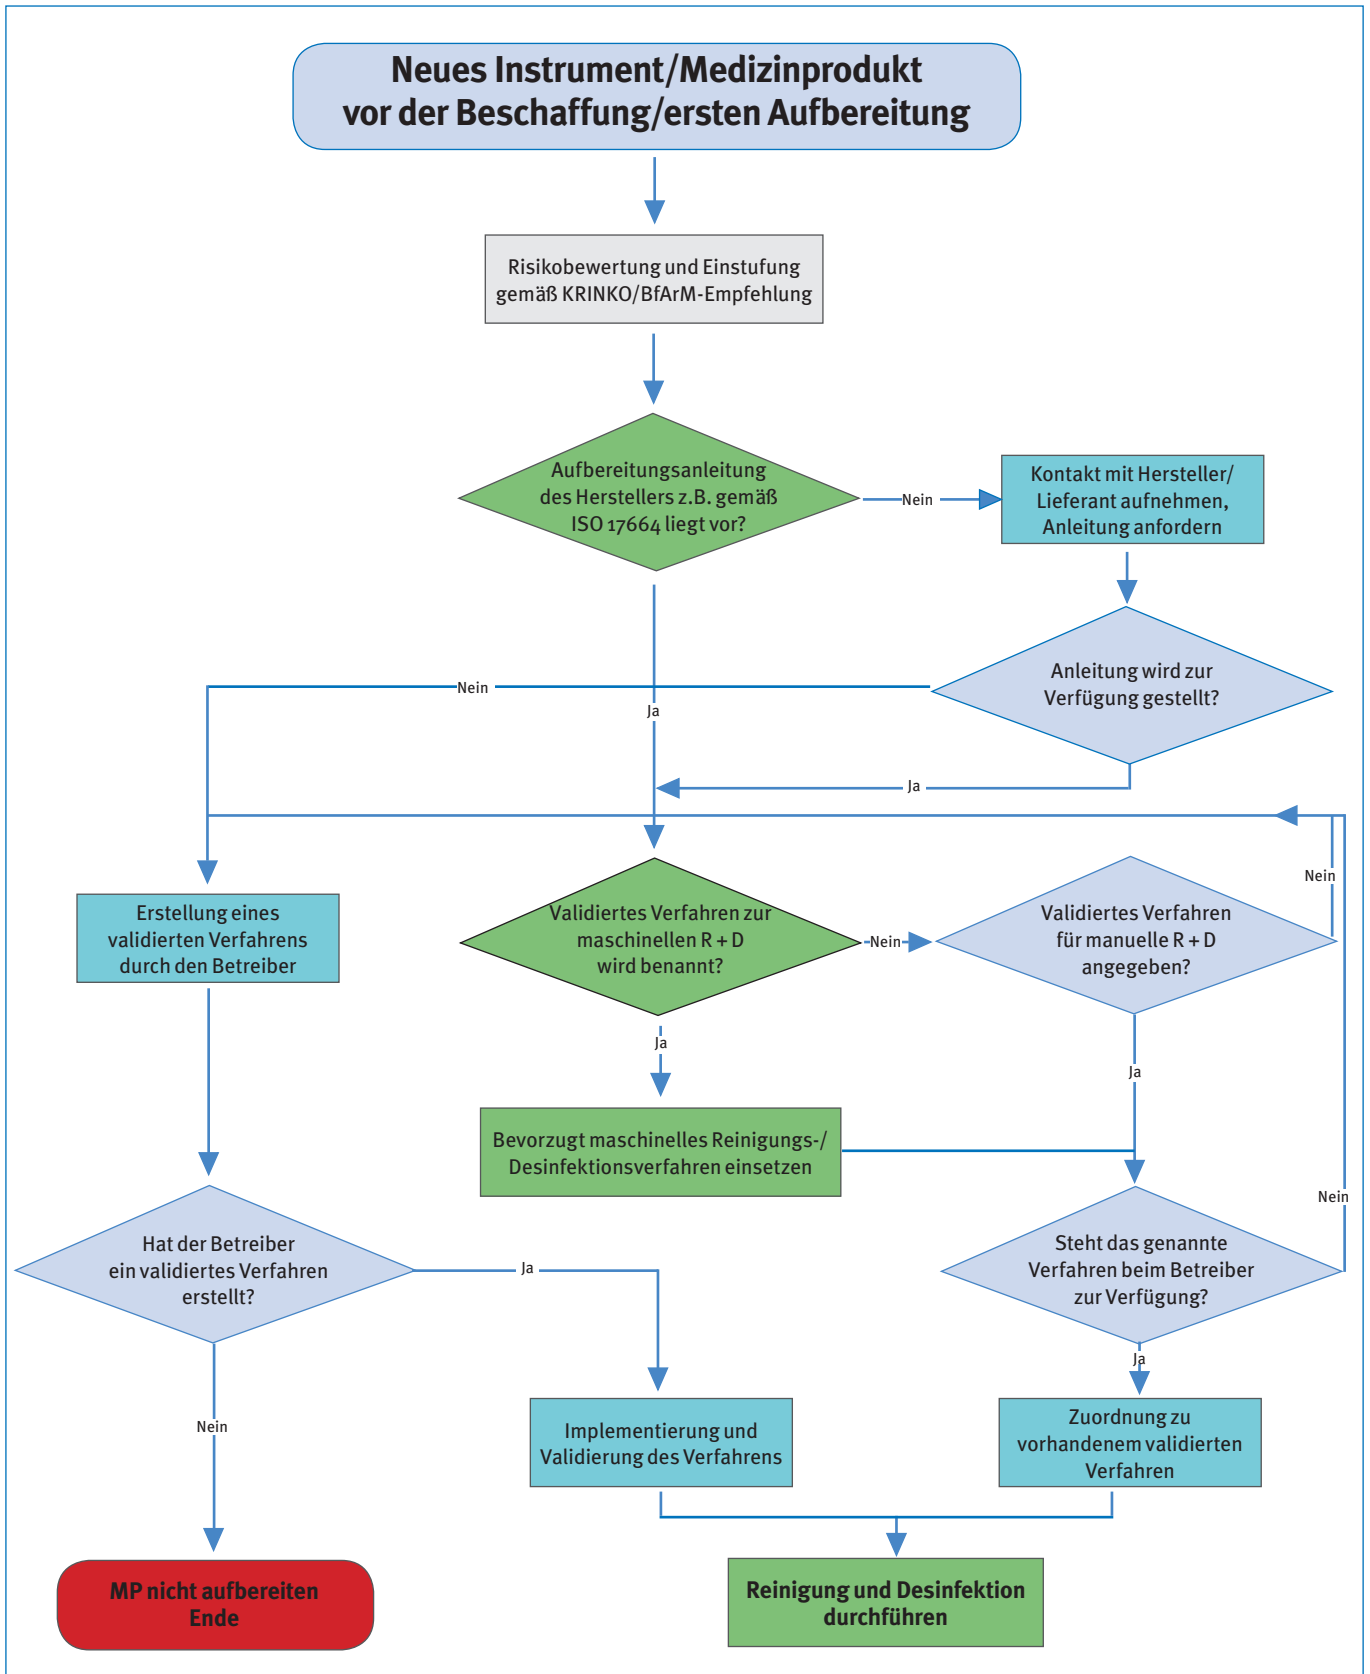 Neues Instrument/Medizinprodukt
vor der Beschaffung/ersten Aufbereitung
Risikobewertung und Einstufung
gemäß KRINKO/BfArM-Empfehlung
Aufbereitungsanleitung
des Herstellers z.B. gemäß
ISO 17664 liegt vor?
Nein
Kontakt mit Hersteller/
Lieferant aufnehmen,
Anleitung anfordern
Anleitung wird zur
Verfügung gestellt?
Nein
Ja
Ja
Erstellung eines
validierten Verfahrens
durch den Betreiber
Validiertes Verfahren zur
maschinellen R + D
wird benannt?
Nein
Validiertes Verfahren
für manuelle R + D
angegeben?
Nein
Ja
Ja
Bevorzugt maschinelles Reinigungs-/
Desinfektionsverfahren einsetzen
Hat der Betreiber
ein validiertes Verfahren
erstellt?
Ja
Steht das genannte
Verfahren beim Betreiber
zur Verfügung?
Nein
Ja
Nein
Implementierung und
Validierung des Verfahrens
Zuordnung zu
vorhandenem validierten
Verfahren
MP nicht aufbereiten
Ende
Reinigung und Desinfektion
durchführen